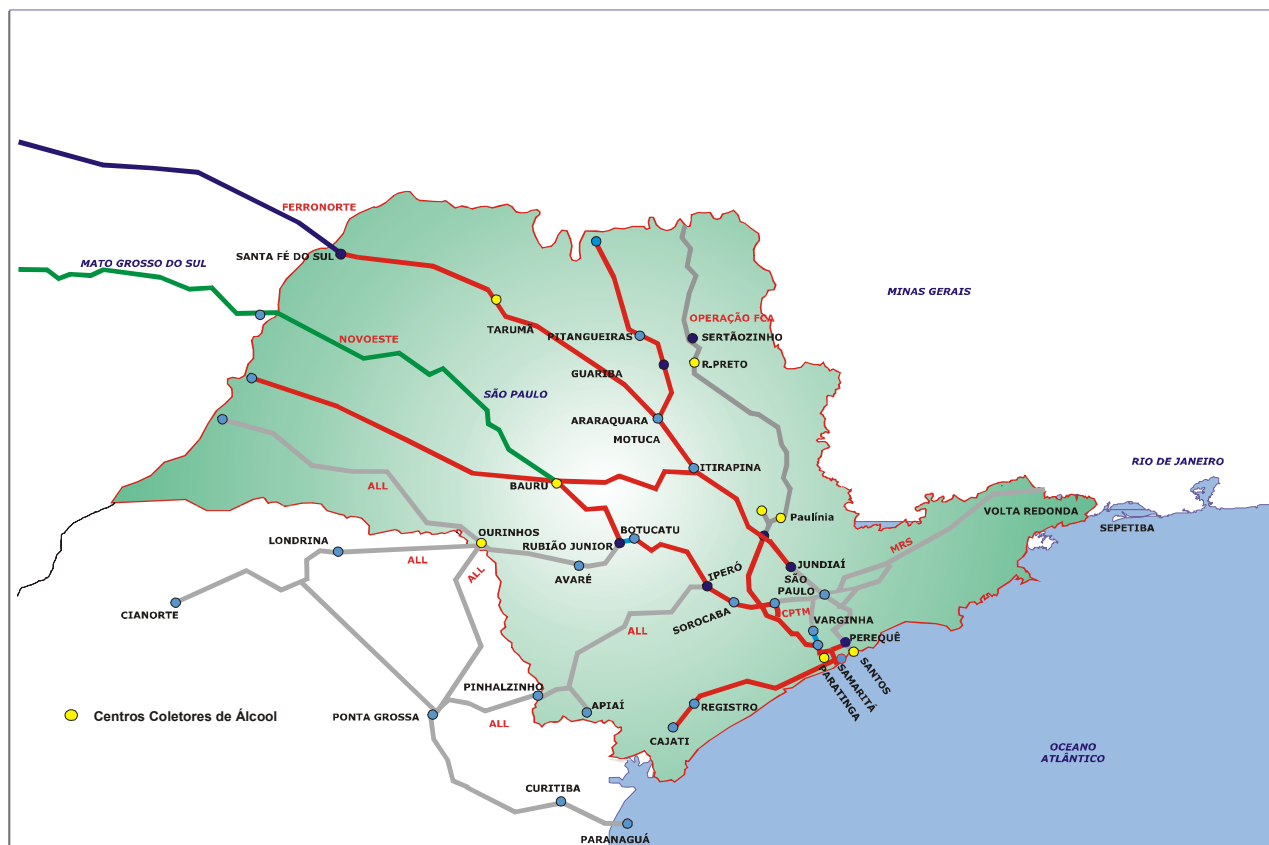 FERRONORTE
SANTA FÉ DO SUL
MATO GROSSO DO SUL
MINAS GERAIS
OPERAÇÃO FCA
TARUMÃ
PITANGUEIRAS
SERTÃOZINHO
NOVOESTE
R.PRETO
GUARIBA
SÃO PAULO
ARARAQUARA
MOTUCA
ITIRAPINA
RIO DE JANEIRO
BAURU
ALL
VOLTA REDONDA
Paulínia
SEPETIBA
OURINHOS
BOTUCATU
LONDRINA
RUBIÃO JUNIOR
MRS
ALL
ALL
AVARÉ
IPERÓ
JUNDIAÍ
SÃO
PAULO
CIANORTE
CPTM
SOROCABA
VARGINHA
ALL
PEREQUÊ
SANTOS
SAMARITÁ
PARATINGA
PINHALZINHO
APIAÍ
REGISTRO
Centros Coletores de Álcool
PONTA GROSSA
ALL
CAJATI
OCEANO
ATLÂNTICO
CURITIBA
PARANAGUÁ